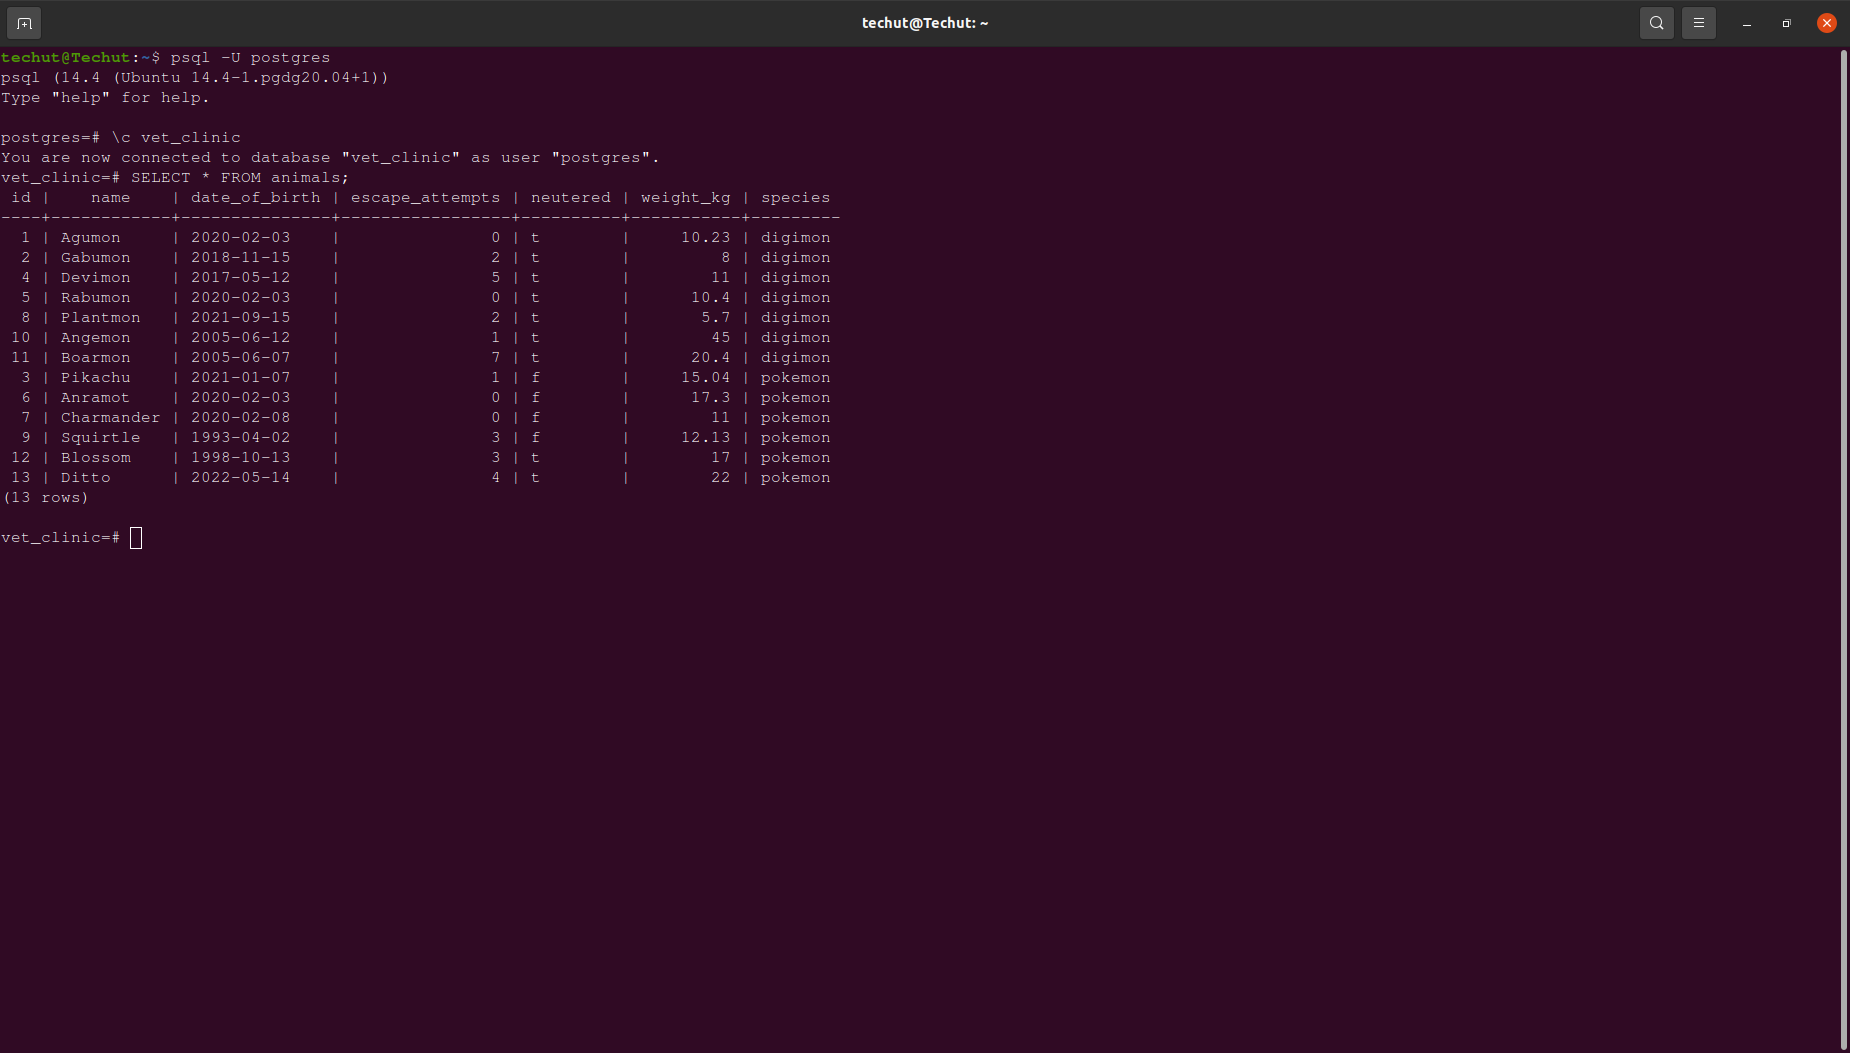 techut@Techut: ~
techut@Techut:~$ psql -U postgres
psql (14.4 (Ubuntu 14.4-1.pgdg20.04+1))
Type "help" for help.
postgres=# \c vet_clinic
You are now connected to database "vet_clinic" as user "postgres".
vet_clinic=# SELECT * FROM animals;
 id |    name    | date_of_birth | escape_attempts | neutered | weight_kg | species
----+------------+---------------+-----------------+----------+-----------+---------
  1 | Agumon     | 2020-02-03    |               0 | t        |     10.23 | digimon
  2 | Gabumon    | 2018-11-15    |               2 | t        |         8 | digimon
  4 | Devimon    | 2017-05-12    |               5 | t        |        11 | digimon
  5 | Rabumon    | 2020-02-03    |               0 | t        |      10.4 | digimon
  8 | Plantmon   | 2021-09-15    |               2 | t        |       5.7 | digimon
 10 | Angemon    | 2005-06-12    |               1 | t        |        45 | digimon
 11 | Boarmon    | 2005-06-07    |               7 | t        |      20.4 | digimon
  3 | Pikachu    | 2021-01-07    |               1 | f        |     15.04 | pokemon
  6 | Anramot    | 2020-02-03    |               0 | f        |      17.3 | pokemon
  7 | Charmander | 2020-02-08    |               0 | f        |        11 | pokemon
  9 | Squirtle   | 1993-04-02    |               3 | f        |     12.13 | pokemon
 12 | Blossom    | 1998-10-13    |               3 | t        |        17 | pokemon
 13 | Ditto      | 2022-05-14    |               4 | t        |        22 | pokemon
(13 rows)
vet_clinic=#